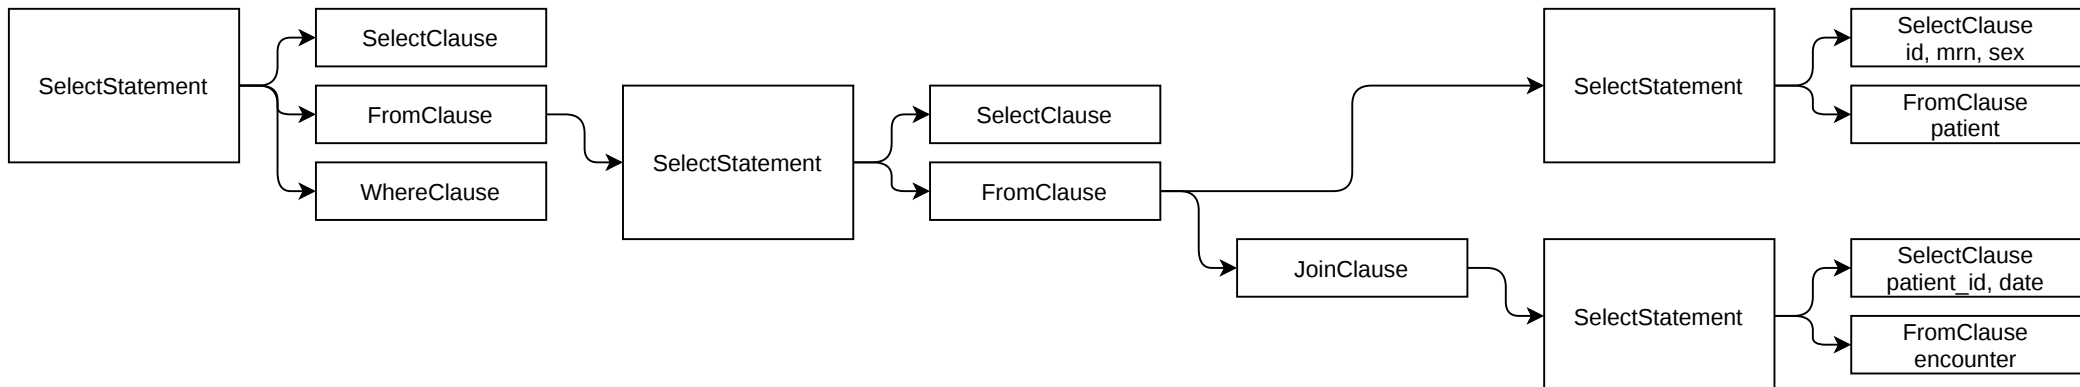 SelectStatement
SelectClause
FromClause
WhereClause
SelectStatement
SelectClause
FromClause
JoinClause
SelectStatement
SelectClause
id, mrn, sex
FromClause
patient
SelectStatement
SelectClause
patient_id, date
FromClause
encounter